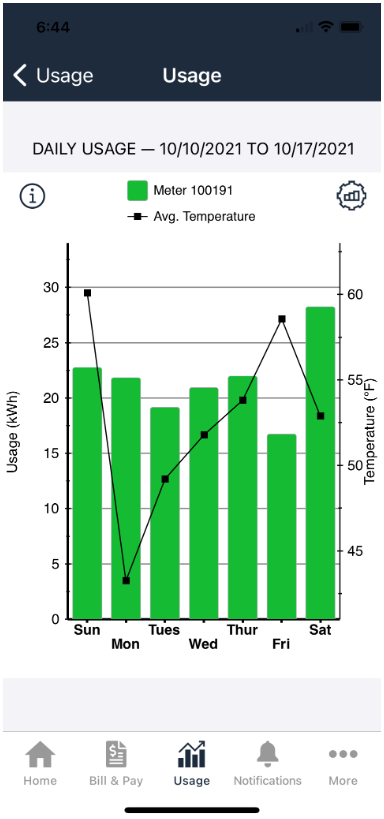 6:44
Usage
Usage
DAILY USAGE — 10/10/2021 TO 10/17/2021
Meter 100191
Avg. Temperature
Usage (kWh)
30
25
20
15
10
5
0
60
55
50
45
Temperature (°F)
Sun
Mon
Tues
Wed
Thur
Fri
Sat
Home
Bill & Pay
Usage
Notifications
More